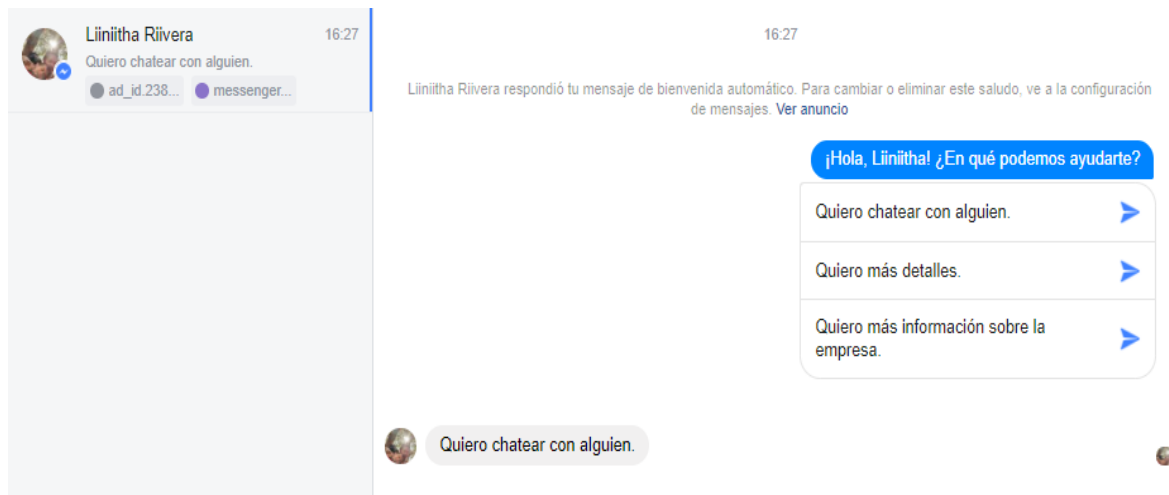 Liiniitha Riivera 16:27
Quiero chatear con alguien.
ad_id.238... messenger...
16:27
Liiniitha Riivera respondió tu mensaje de bienvenida automático. Para cambiar o eliminar este saludo, ve a la configuración
de mensajes. Ver anuncio
¡Hola, Liiniitha! ¿En qué podemos ayudarte?
Quiero chatear con alguien.
Quiero más detalles.
Quiero más información sobre la
empresa.
Quiero chatear con alguien.